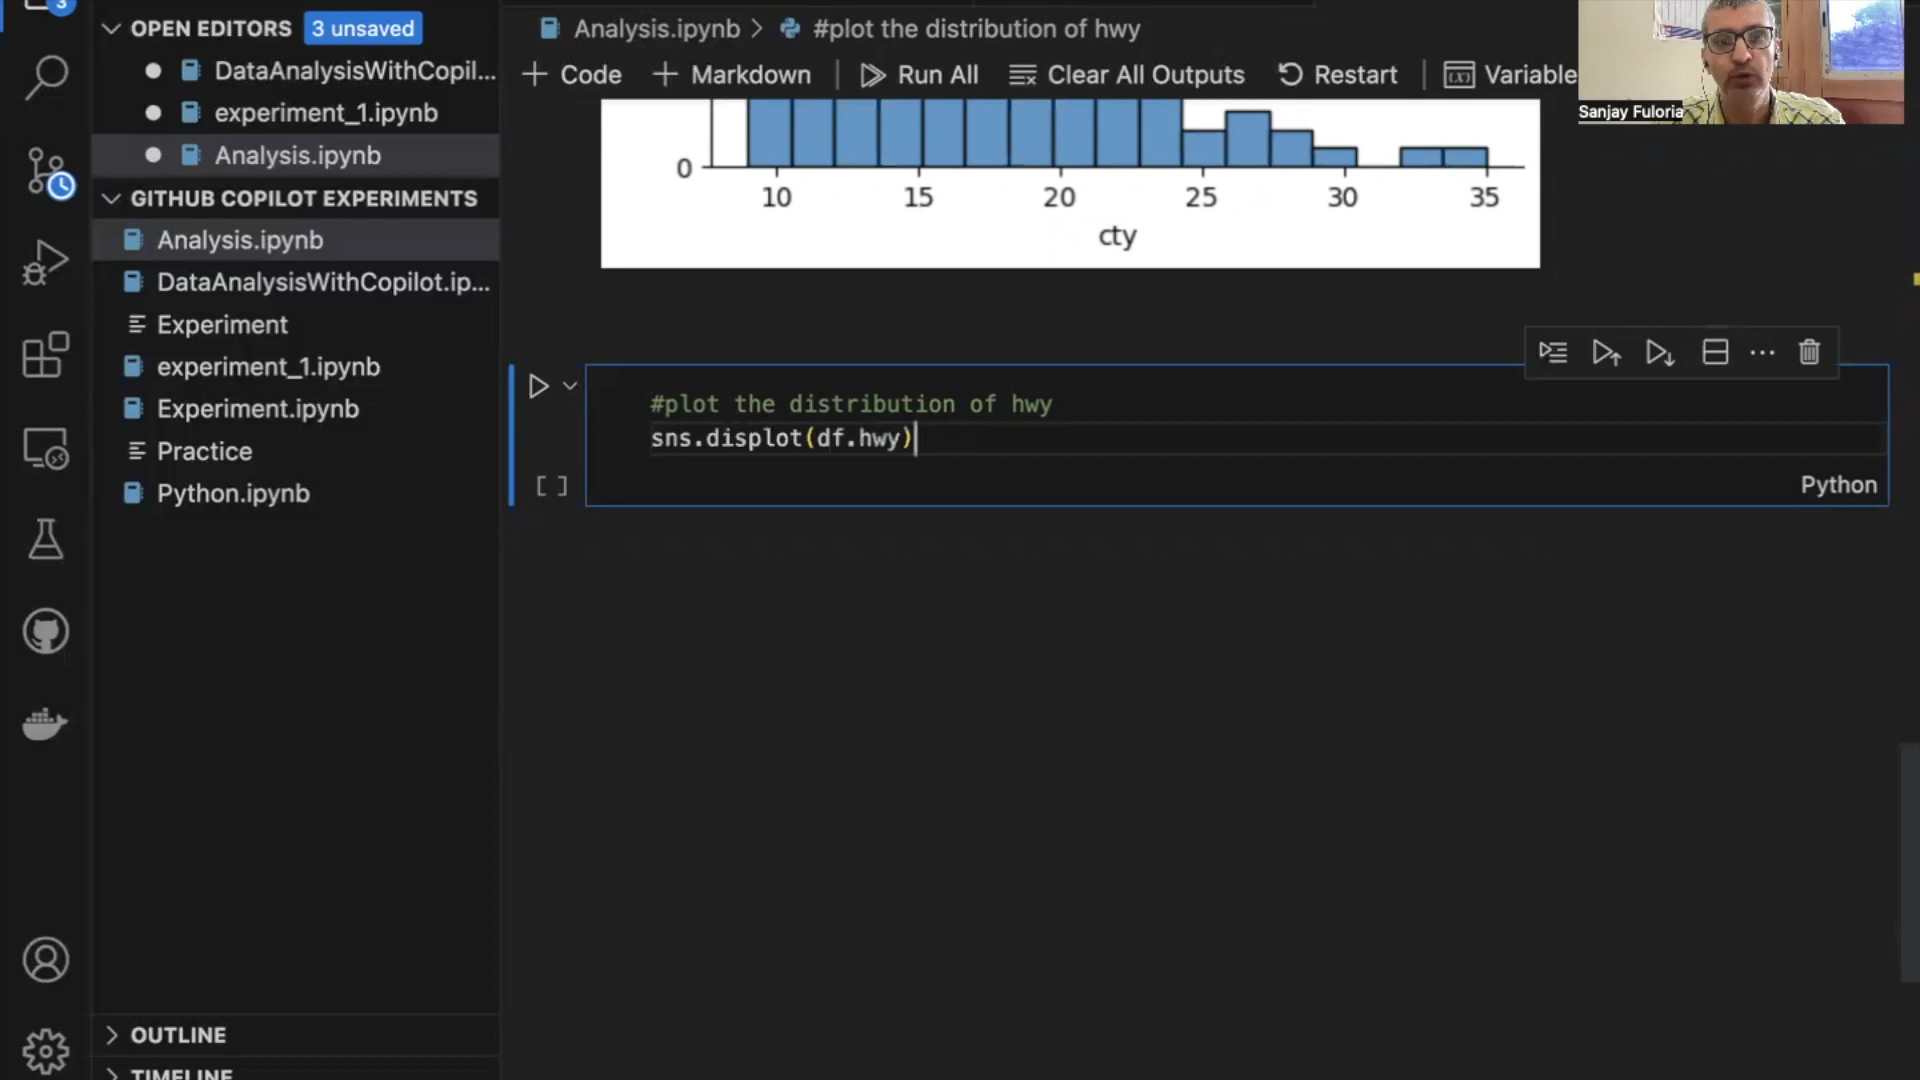 3
OPEN EDITORS 3 unsaved
DataAnalysisWithCopil...
experiment_1.ipynb
Analysis.ipynb
GITHUB COPILOT EXPERIMENTS
Analysis.ipynb
DataAnalysisWithCopilot.ip...
Experiment
experiment_1.ipynb
Experiment.ipynb
Practice
Python.ipynb
OUTLINE
TIMELINE
Analysis.ipynb > #plot the distribution of hwy
+ Code + Markdown | Run All Clear All Outputs Restart | Variable
Sanjay Fuloria
0
10 15 20 25 30 35
cty
#plot the distribution of hwy
sns.displot(df.hwy)
[ ]
Python